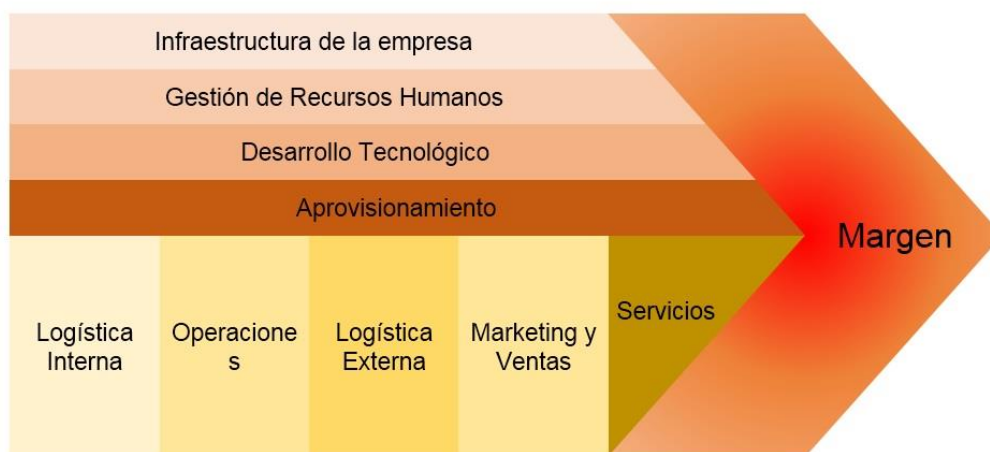 Infraestructura de la empresa
Gestión de Recursos Humanos
Desarrollo Tecnológico
Aprovisionamiento
Margen
Logística
Interna
Operacione
s
Logística
Externa
Marketing y
Ventas
Servicios